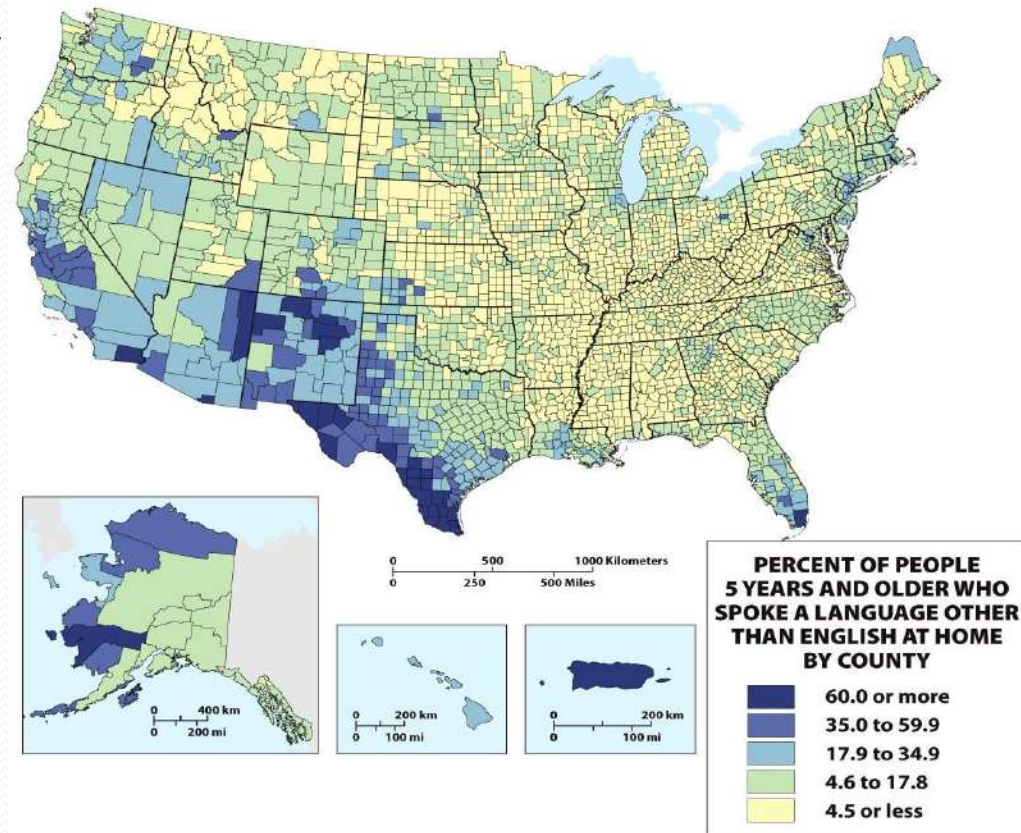 0 500 1000 Kilometers
0 250 500 Miles
0 400 km
0 200 mi
0 200 km
0 100 mi
0 200 km
0 100 mi
PERCENT OF PEOPLE
5 YEARS AND OLDER WHO
SPOKE A LANGUAGE OTHER
THAN ENGLISH AT HOME
BY COUNTY
60.0 or more
35.0 to 59.9
17.9 to 34.9
4.6 to 17.8
4.5 or less